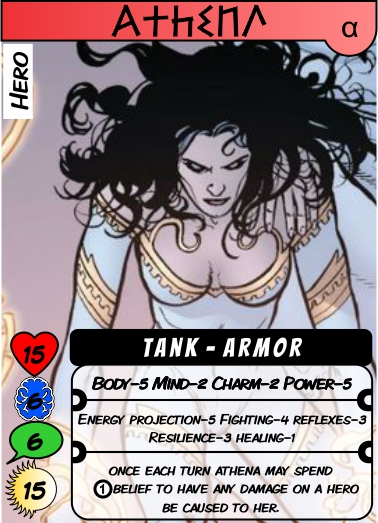 AthEnA
α
Hero
Tank - Armor
Body-5 Mind-2 Charm-2 Power-5
Energy projection-5 Fighting-4 reflexes-3
Resilience-3 healing-1
once each turn Athena may spend
1 belief to have any damage on a hero
be caused to her.
15
6
6
15